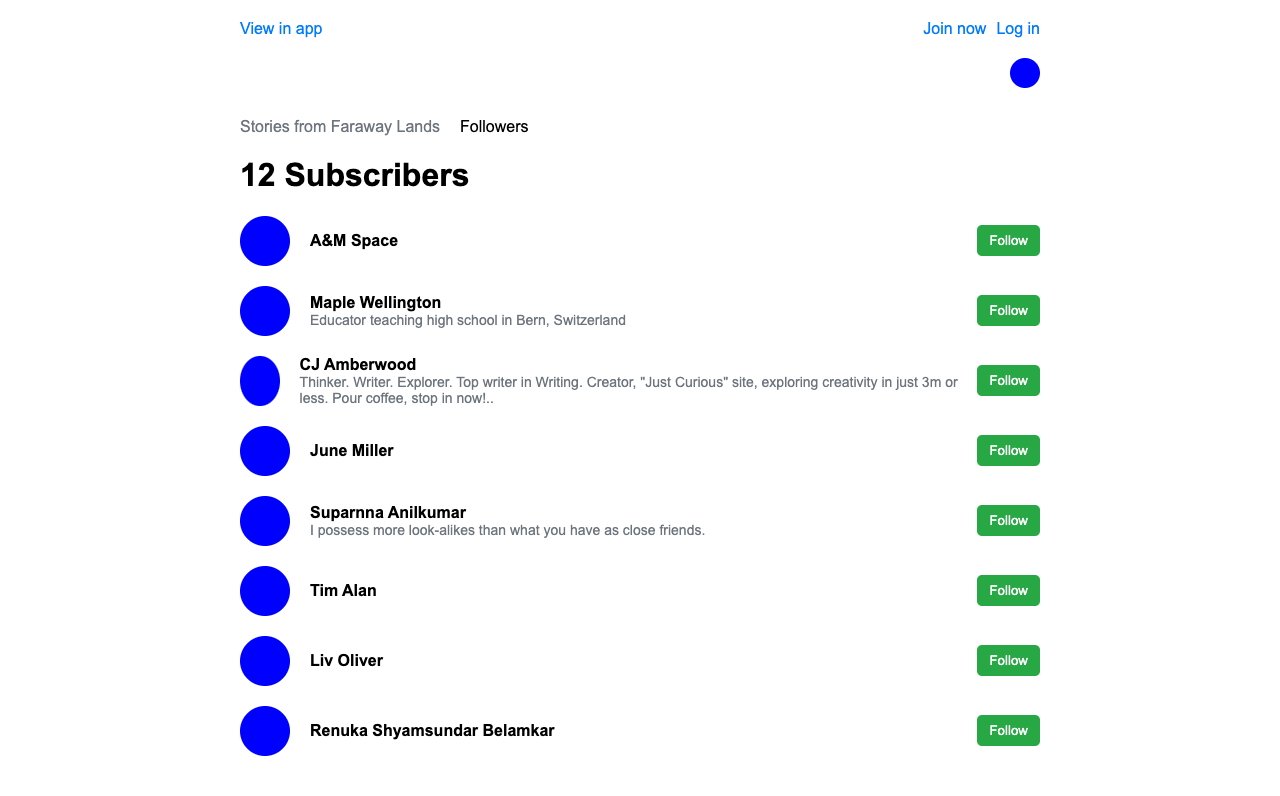 View in app
Join now Log in
Stories from Faraway Lands Followers
12 Subscribers
A&M Space
Follow
Maple Wellington
Educator teaching high school in Bern, Switzerland
Follow
CJ Amberwood
Thinker. Writer. Explorer. Top writer in Writing. Creator, "Just Curious" site, exploring creativity in just 3m or
less. Pour coffee, stop in now!..
Follow
June Miller
Follow
Suparnna Anilkumar
I possess more look-alikes than what you have as close friends.
Follow
Tim Alan
Follow
Liv Oliver
Follow
Renuka Shyamsundar Belamkar
Follow